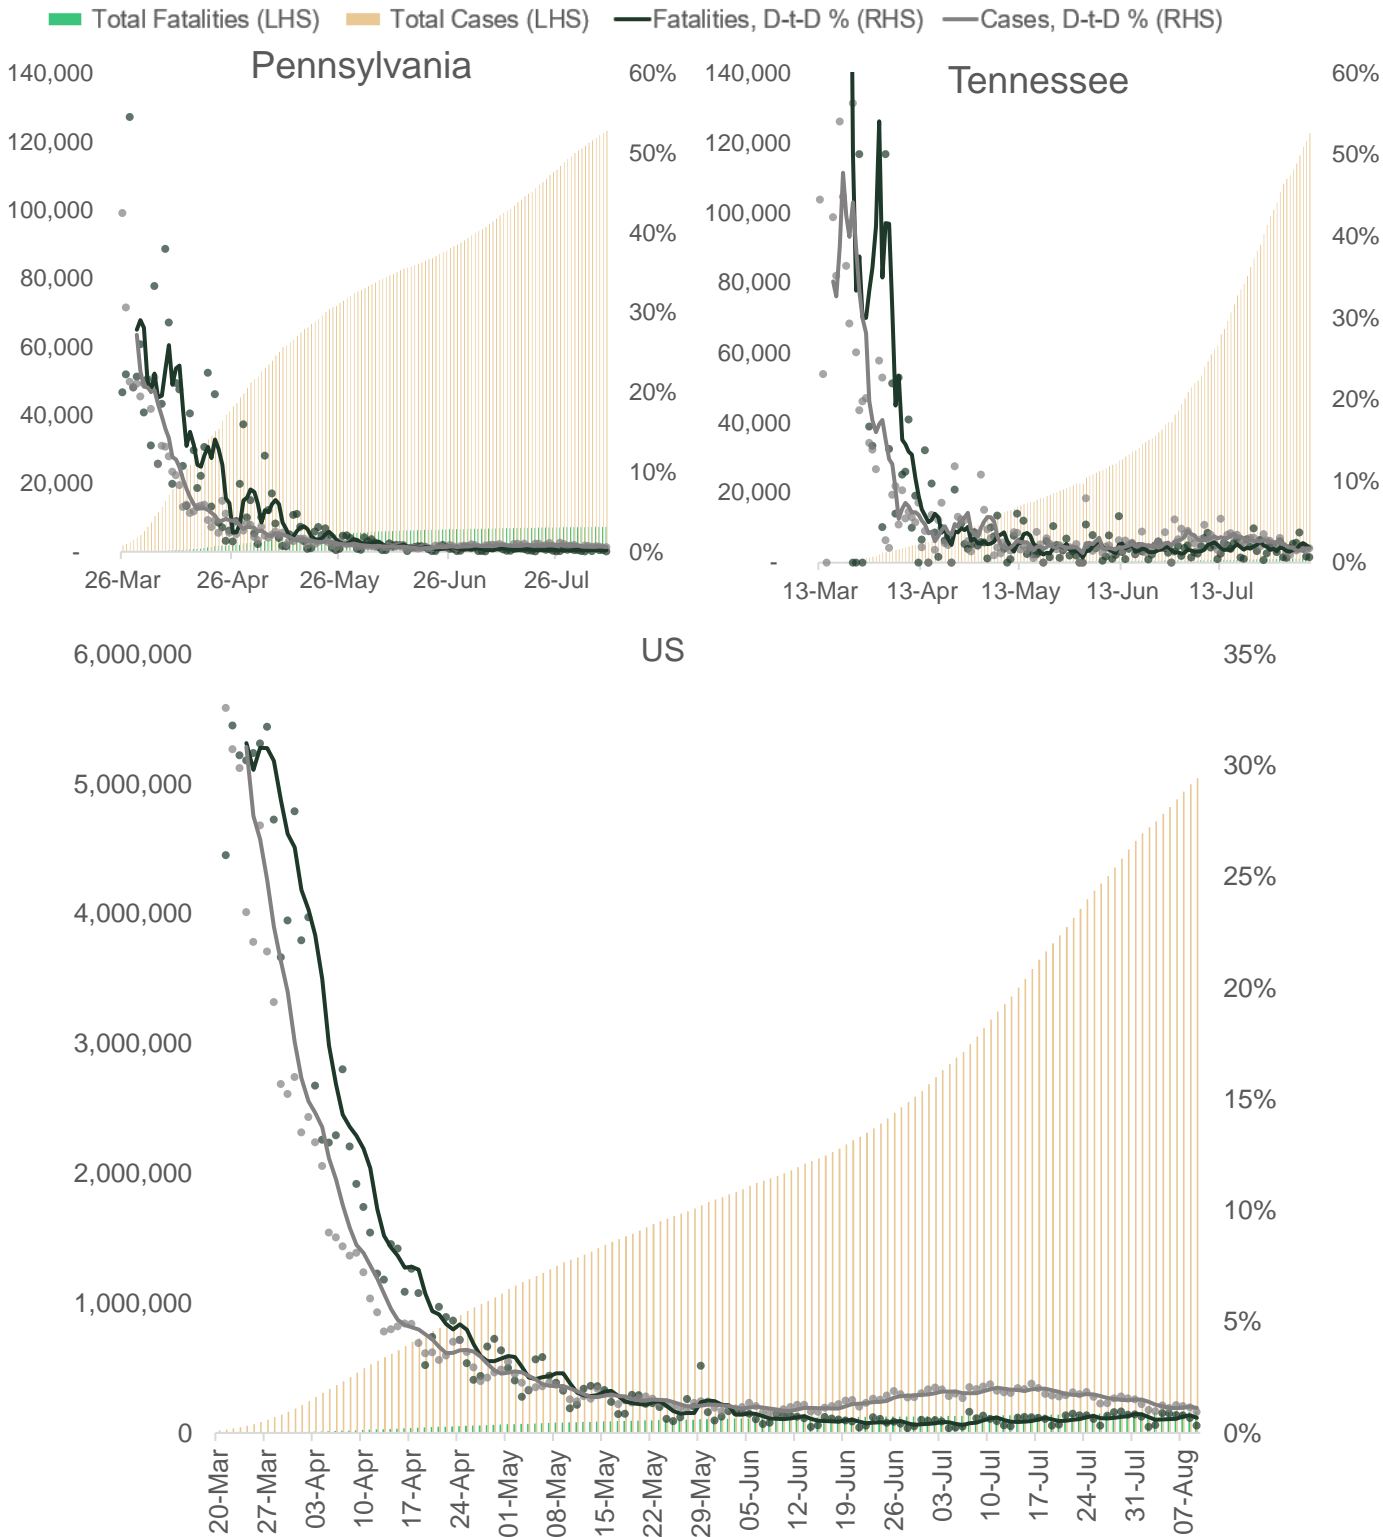 Total Fatalities (LHS) Total Cases (LHS) Fatalities, D-t-D % (RHS) Cases, D-t-D % (RHS)
Pennsylvania
140,000
120,000
100,000
80,000
60,000
40,000
20,000
-
60%
50%
40%
30%
20%
10%
0%
26-Mar 26-Apr 26-May 26-Jun 26-Jul
Tennessee
140,000
120,000
100,000
80,000
60,000
40,000
20,000
-
60%
50%
40%
30%
20%
10%
0%
13-Mar 13-Apr 13-May 13-Jun 13-Jul
US
6,000,000
5,000,000
4,000,000
3,000,000
2,000,000
1,000,000
0
35%
30%
25%
20%
15%
10%
5%
0%
20-Mar
27-Mar
03-Apr
10-Apr
17-Apr
24-Apr
01-May
08-May
15-May
22-May
29-May
05-Jun
12-Jun
19-Jun
26-Jun
03-Jul
10-Jul
17-Jul
24-Jul
31-Jul
07-Aug